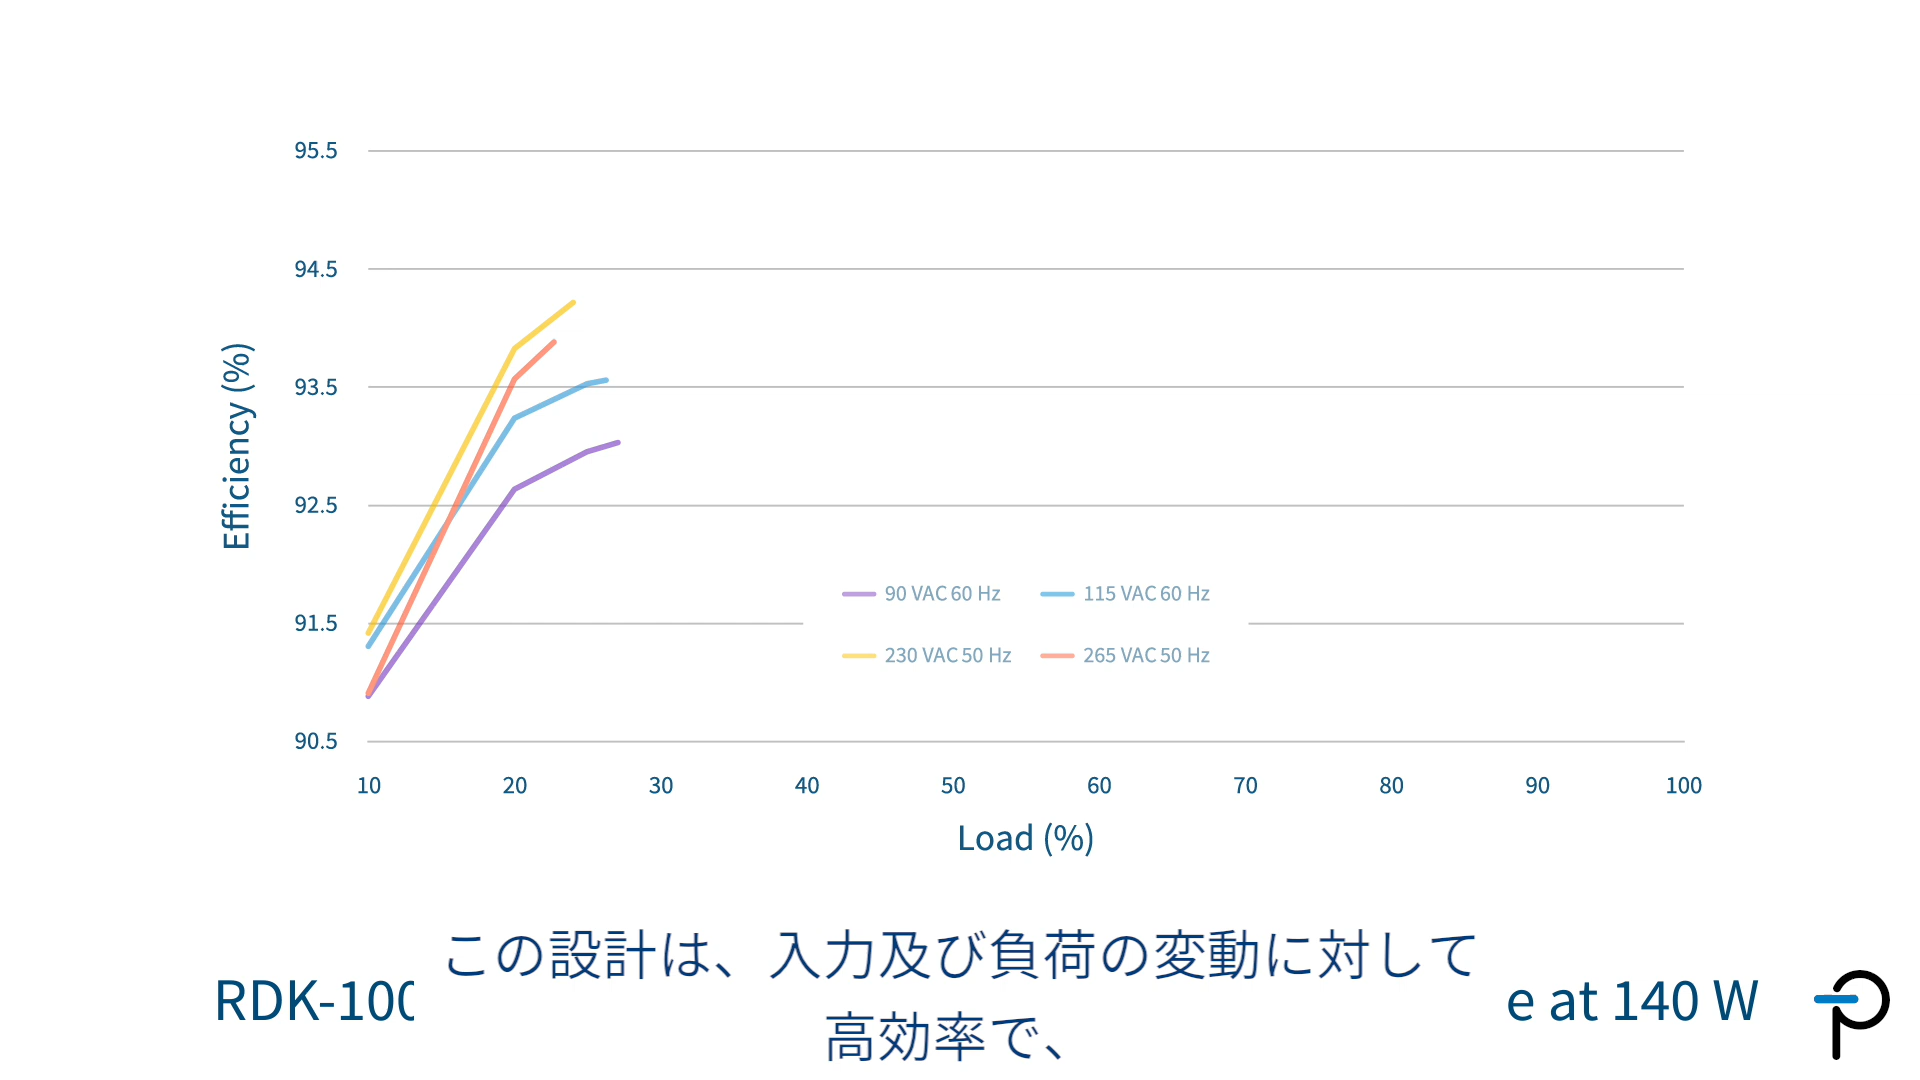 95.5
94.5
93.5
92.5
91.5
90.5
Efficiency (%)
90 VAC 60 Hz
115 VAC 60 Hz
230 VAC 50 Hz
265 VAC 50 Hz
10 20 30 40 50 60 70 80 90 100
Load (%)
この設計は、入力及び負荷の変動に対して
高効率で、
RDK-100
e at 140 W